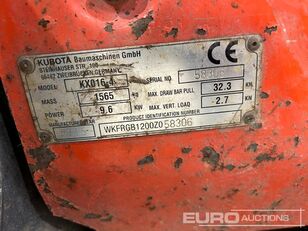 KUBOTA Baumaschinen GmbH
STEINHAUSER STR. 100
66482 ZWEIBRÜCKEN, GERMANY
CE
MODEL KX016-4 SERIAL NO. 58306
MASS 1565 KG MAX. DRAW BAR PULL 32.3 KN
POWER 9.6 KW MAX. VERT. LOAD 2.7 KN
PRODUCT IDENTIFICATION NUMBER
WKFRGB1200Z058306
EURO AUCTIONS